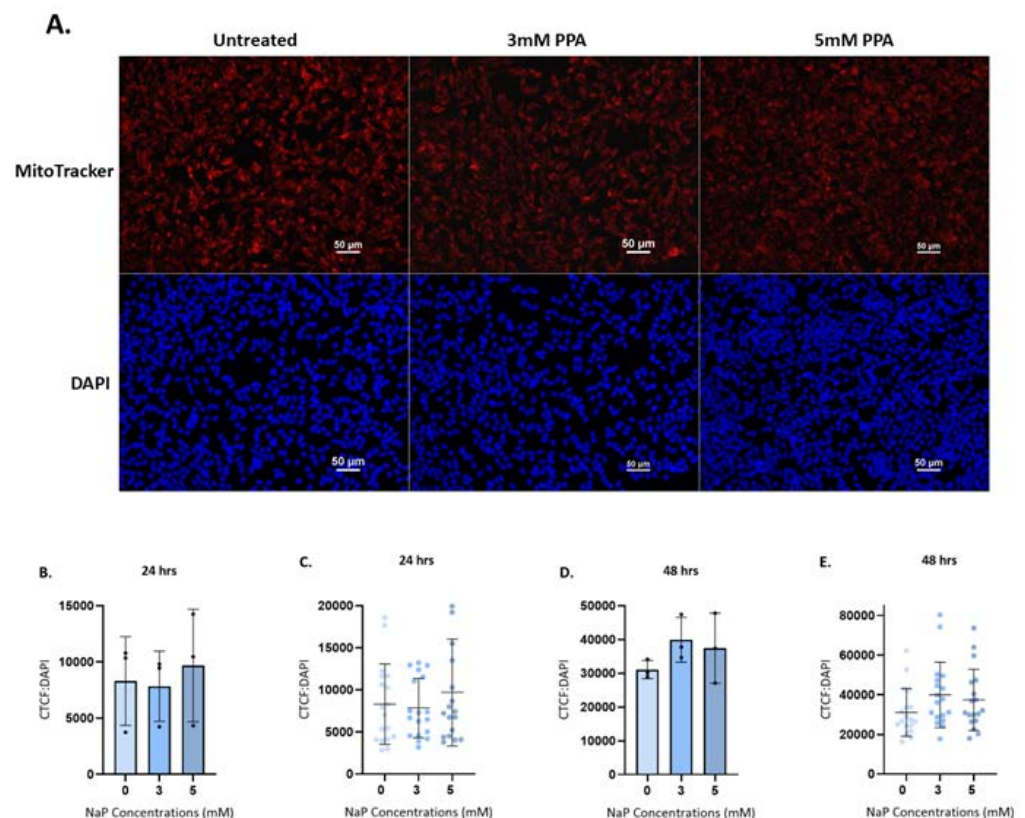 A.
Untreated 3mM PPA 5mM PPA
MitoTracker
50 µm 50 µm 50 µm
DAPI
50 µm 50 µm 50 µm
B. 24 hrs
CTCF:DAPI
15000
10000
5000
0
0 3 5
NaP Concentrations (mM)
C. 24 hrs
CTCF:DAPI
20000
15000
10000
5000
0
0 3 5
NaP Concentrations (mM)
D. 48 hrs
CTCF:DAPI
50000
40000
30000
20000
10000
0
0 3 5
NaP Concentrations (mM)
E. 48 hrs
CTCF:DAPI
80000
60000
40000
20000
0
0 3 5
NaP Concentrations (mM)